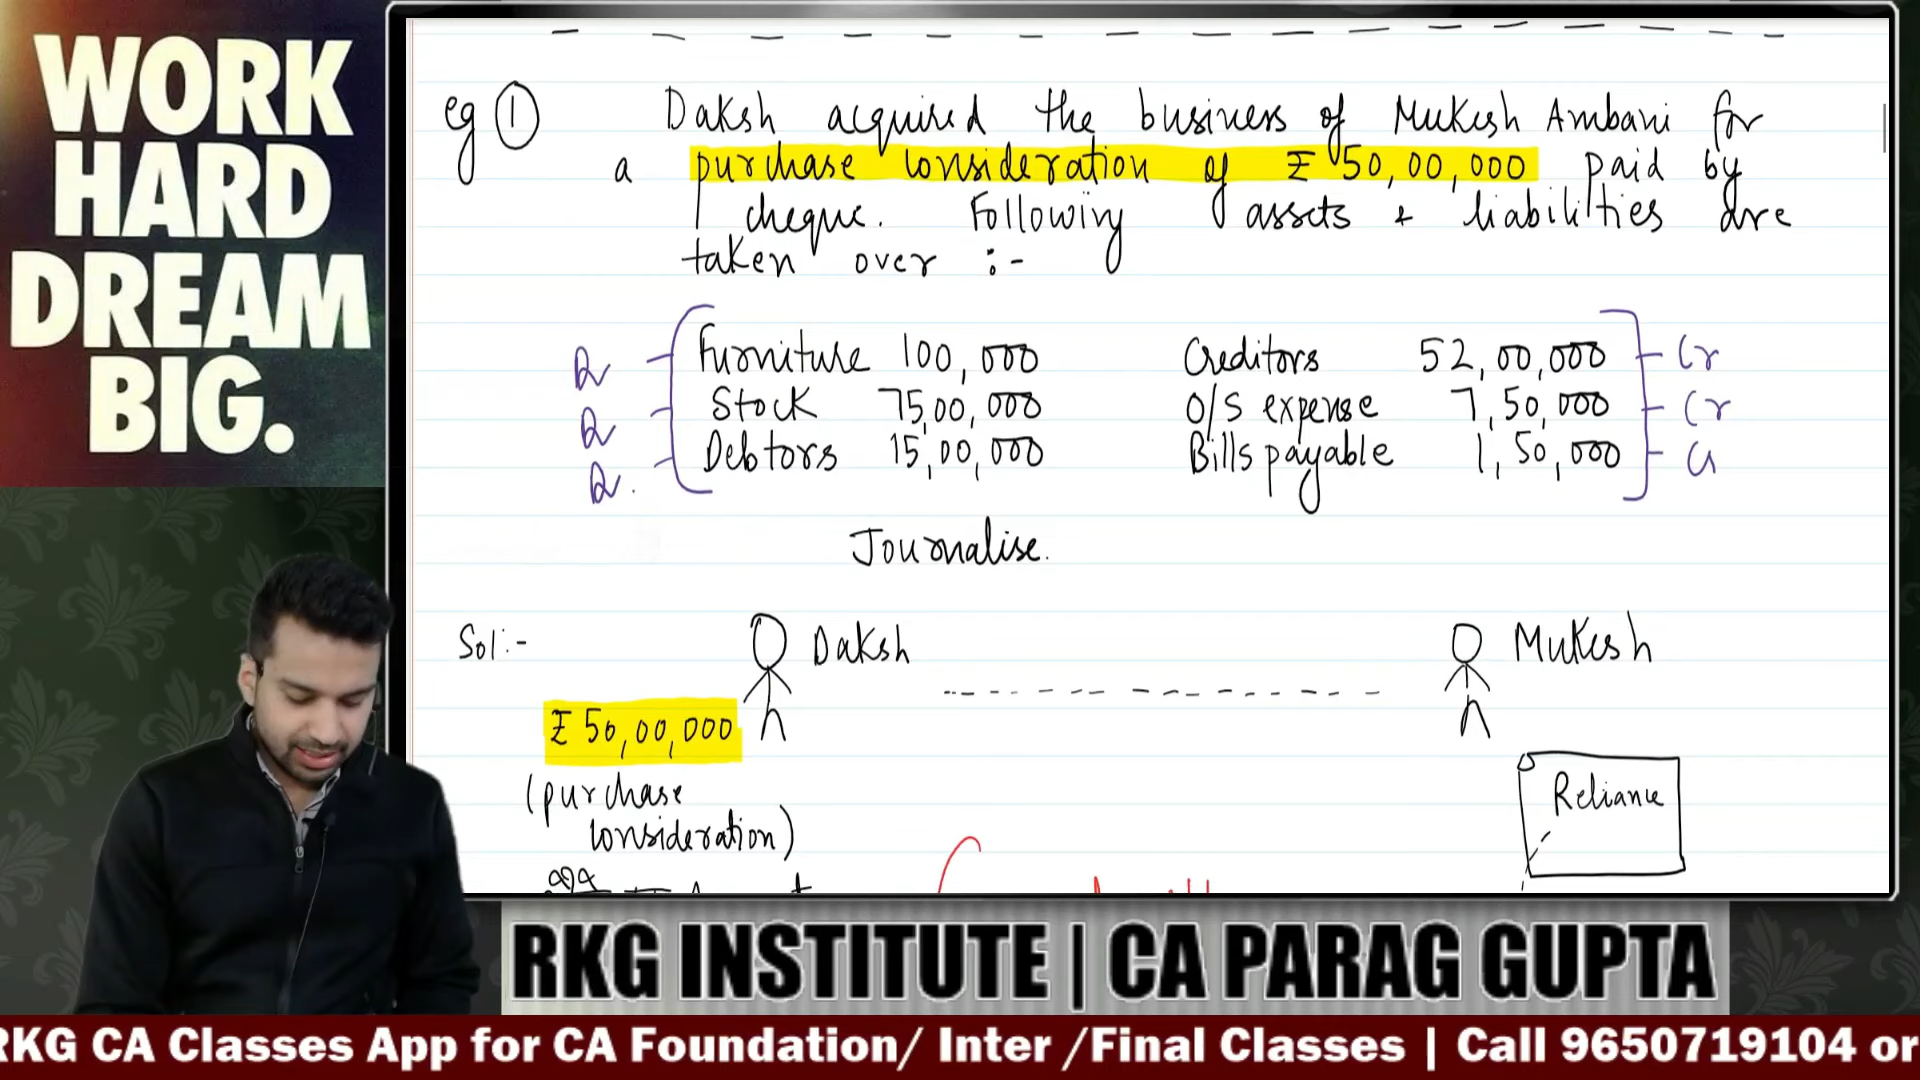 WORK
HARD
DREAM
BIG.
eg ① Daksh acquired the business of Mukesh Ambani for
a purchase consideration of ₹ 50,00,000 paid by
cheque. Following assets + liabilities are
taken over :-
Dr Furniture 100,000 Creditors 52,00,000 Cr
Dr Stock 75,00,000 O/S expense 7,50,000 Cr
Dr. Debtors 15,00,000 Bills payable 1,50,000 Cr
Journalise.
Sol:- Daksh Mukesh
₹ 50,00,000
(purchase
consideration)
Reliance
RKG INSTITUTE | CA PARAG GUPTA
RKG CA Classes App for CA Foundation/ Inter /Final Classes | Call 9650719104 or